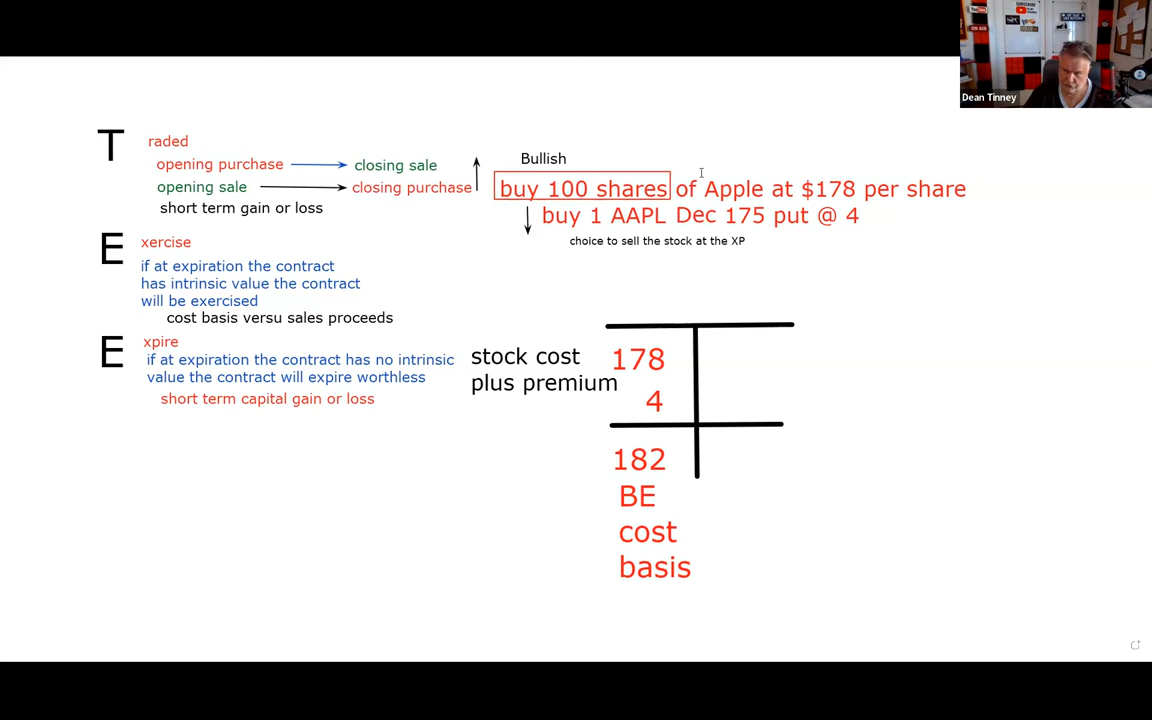 SUBSCRIBE
ON AIR
Dean Tinney
T
raded
opening purchase
closing sale
opening sale
closing purchase
short term gain or loss
Bullish
buy 100 shares of Apple at $178 per share
buy 1 AAPL Dec 175 put @ 4
choice to sell the stock at the XP
E
xercise
if at expiration the contract
has intrinsic value the contract
will be exercised
cost basis versu sales proceeds
E
xpire
if at expiration the contract has no intrinsic
value the contract will expire worthless
short term capital gain or loss
stock cost
178
plus premium
4
182
BE
cost
basis